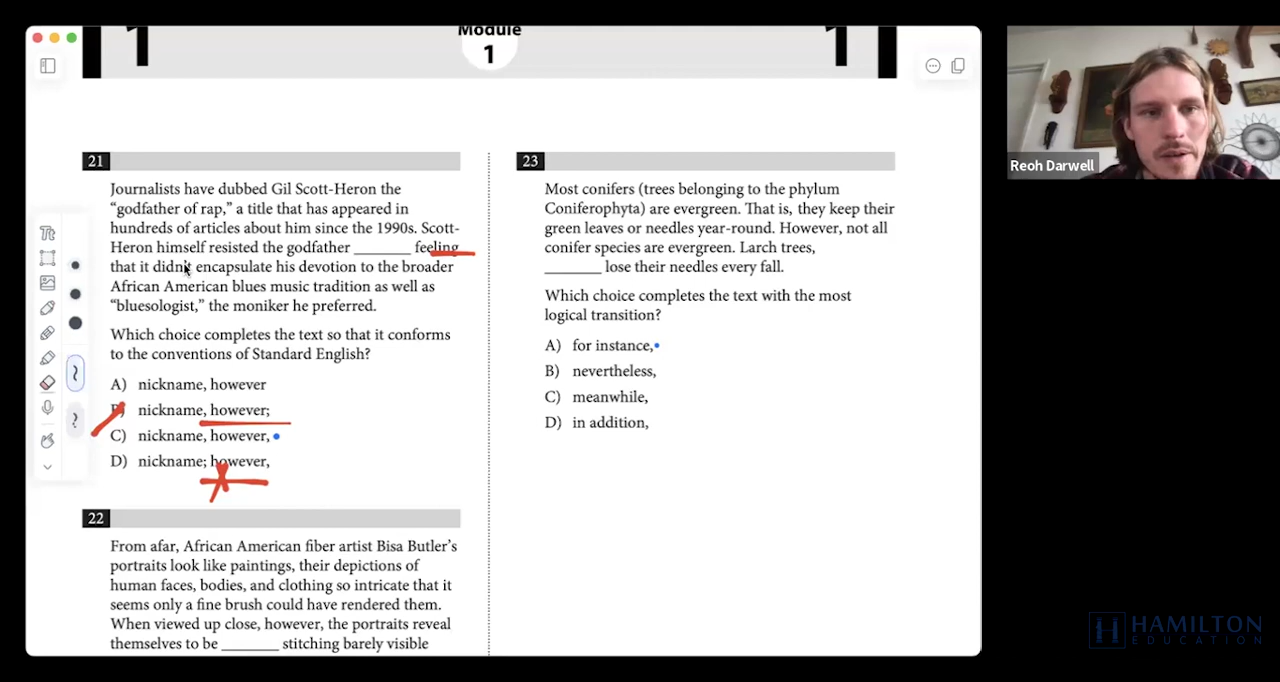 1
Module
1
1
21
Journalists have dubbed Gil Scott-Heron the
“godfather of rap,” a title that has appeared in
hundreds of articles about him since the 1990s. Scott-
Heron himself resisted the godfather ______ feeling
that it didn’t encapsulate his devotion to the broader
African American blues music tradition as well as
“bluesologist,” the moniker he preferred.
Which choice completes the text so that it conforms
to the conventions of Standard English?
A) nickname, however
B) nickname, however;
C) nickname, however,
D) nickname; however,
22
From afar, African American fiber artist Bisa Butler’s
portraits look like paintings, their depictions of
human faces, bodies, and clothing so intricate that it
seems only a fine brush could have rendered them.
When viewed up close, however, the portraits reveal
themselves to be ______ stitching barely visible
23
Most conifers (trees belonging to the phylum
Coniferophyta) are evergreen. That is, they keep their
green leaves or needles year-round. However, not all
conifer species are evergreen. Larch trees,
______ lose their needles every fall.
Which choice completes the text with the most
logical transition?
A) for instance,
B) nevertheless,
C) meanwhile,
D) in addition,
Reoh Darwell
HAMILTON
EDUCATION